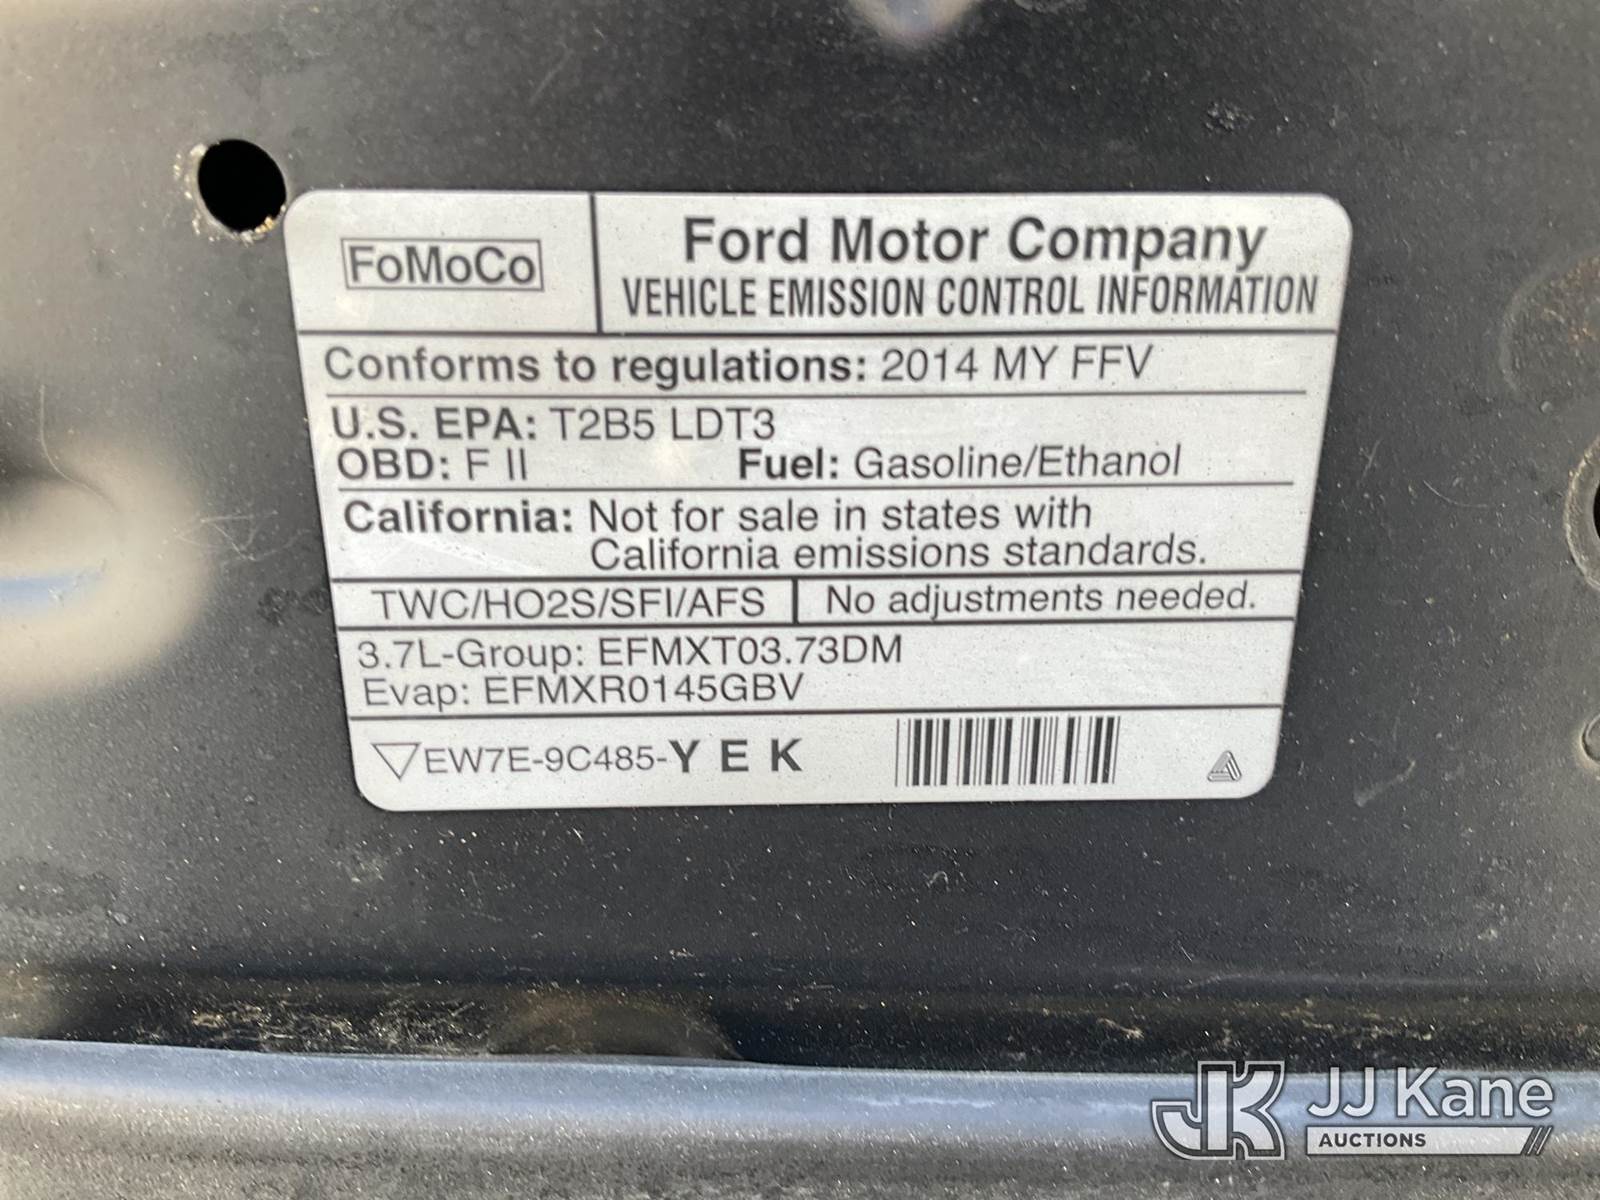 FoMoCo
Ford Motor Company
VEHICLE EMISSION CONTROL INFORMATION
Conforms to regulations: 2014 MY FFV
U.S. EPA: T2B5 LDT3
OBD: F II Fuel: Gasoline/Ethanol
California: Not for sale in states with
California emissions standards.
TWC/HO2S/SFI/AFS No adjustments needed.
3.7L-Group: EFMXT03.73DM
Evap: EFMXR0145GBV
EW7E-9C485-Y E K
JK JJ Kane
AUCTIONS